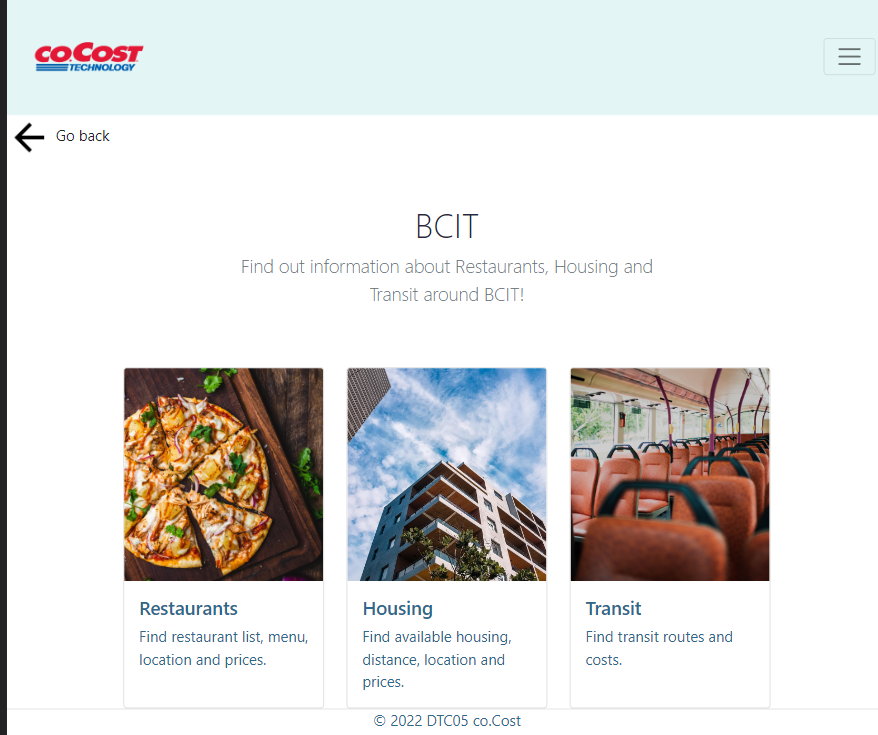 co.Cost
TECHNOLOGY
Go back
BCIT
Find out information about Restaurants, Housing and
Transit around BCIT!
Restaurants
Find restaurant list, menu,
location and prices.
Housing
Find available housing,
distance, location and
prices.
Transit
Find transit routes and
costs.
© 2022 DTC05 co.Cost